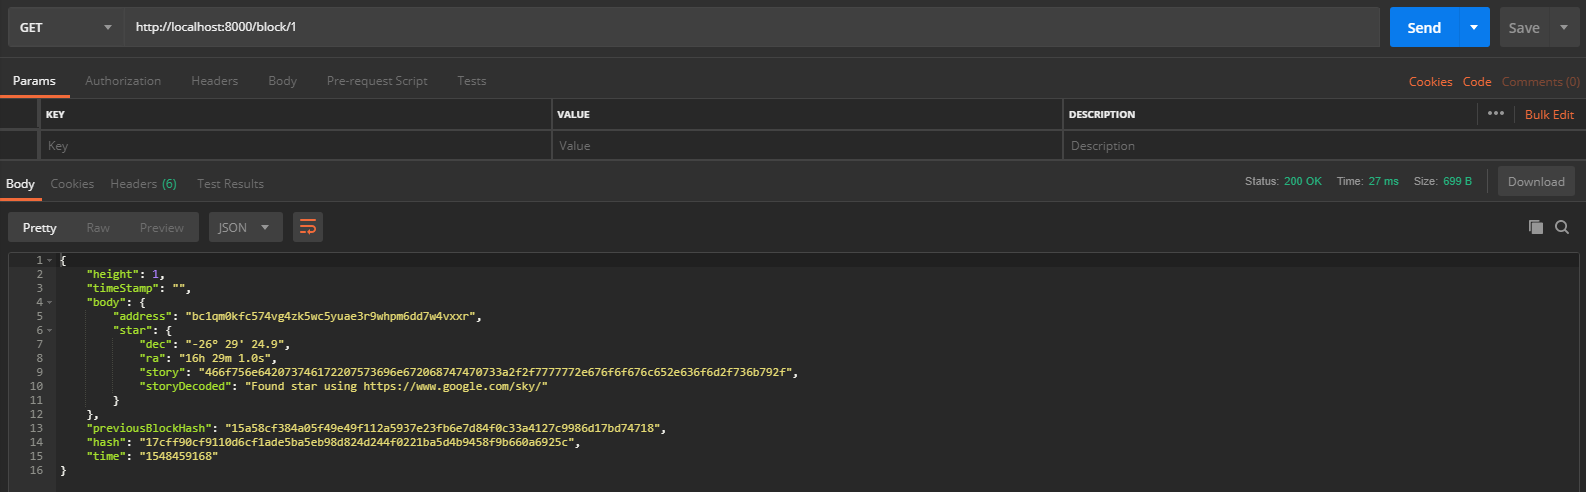 GET http://localhost:8000/block/1 Send Save
Params Authorization Headers Body Pre-request Script Tests Cookies Code Comments (0)
KEY VALUE DESCRIPTION ••• Bulk Edit
Key Value Description
Body Cookies Headers (6) Test Results Status: 200 OK Time: 27 ms Size: 699 B Download
Pretty Raw Preview JSON
1 {
2 "height": 1,
3 "timeStamp": "",
4 "body": {
5 "address": "bc1qm0kfc574vg4zk5wc5yuae3r9whpm6dd7w4vxxr",
6 "star": {
7 "dec": "-26° 29' 24.9",
8 "ra": "16h 29m 1.0s",
9 "story": "466f756e642073746172207573696e672068747470733a2f2f7777772e676f6f676c652e636f6d2f736b792f",
10 "storyDecoded": "Found star using https://www.google.com/sky/"
11 }
12 },
13 "previousBlockHash": "15a58cf384a05f49e49f112a5937e23fb6e7d84f0c33a4127c9986d17bd74718",
14 "hash": "17cff90cf9110d6cf1ade5ba5eb98d824d244f0221ba5d4b9458f9b660a6925c",
15 "time": "1548459168"
16 }